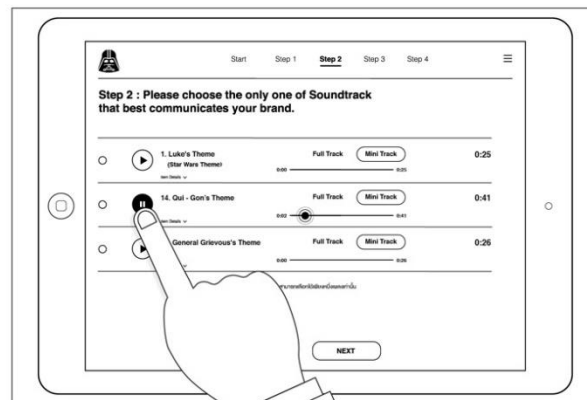 Start Step 1 Step 2 Step 3 Step 4
Step 2 : Please choose the only one of Soundtrack
that best communicates your brand.
1. Luke's Theme Full Track Mini Track 0:25
(Star Wars Theme)
0:00 0:25
14. Qui - Gon's Theme Full Track Mini Track 0:41
0:02 0:41
General Grievous's Theme Full Track Mini Track 0:26
0:00 0:26
NEXT